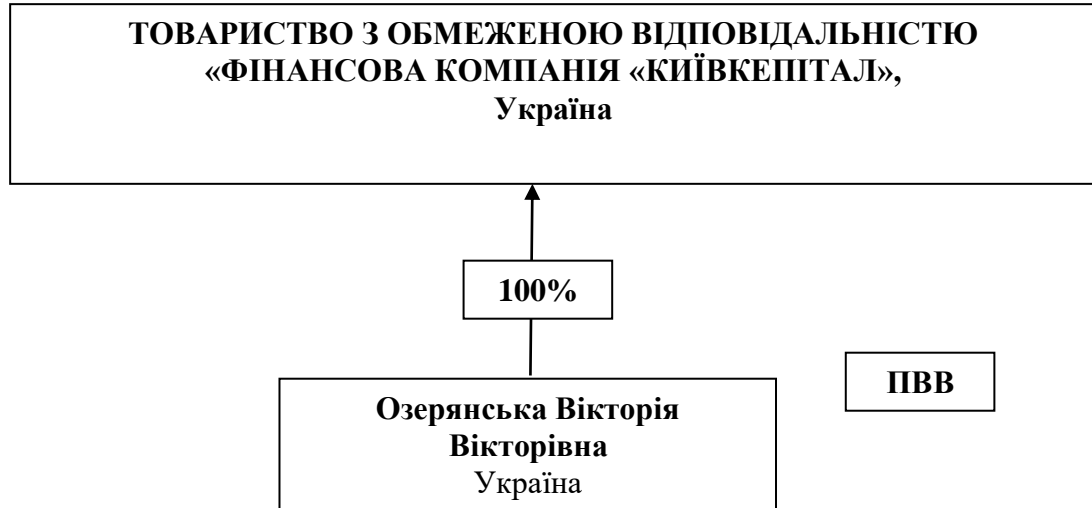 ТОВАРИСТВО З ОБМЕЖЕНОЮ ВІДПОВІДАЛЬНІСТЮ
«ФІНАНСОВА КОМПАНІЯ «КИЇВКЕПІТАЛ»,
Україна
100%
ПВВ
Озерянська Вікторія
Вікторівна
Україна